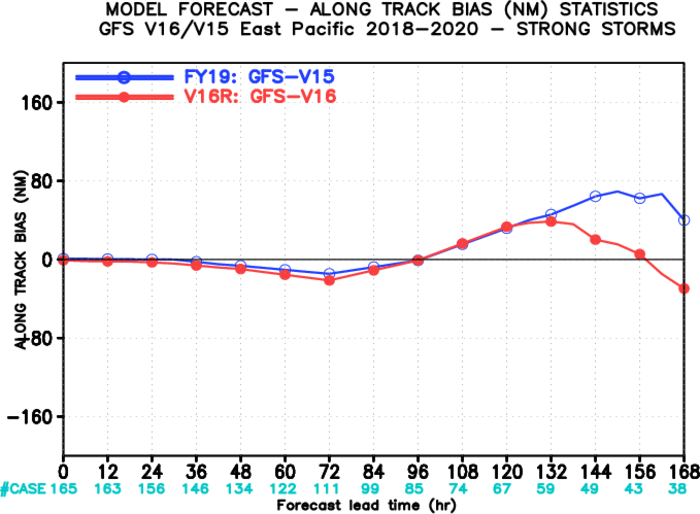 MODEL FORECAST − ALONG TRACK BIAS (NM) STATISTICS
GFS V16/V15 East Pacific 2018−2020 − STRONG STORMS
FY19: GFS−V15
V16R: GFS−V16
160
80
0
−80
−160
ALONG TRACK BIAS (NM)
0 12 24 36 48 60 72 84 96 108 120 132 144 156 168
#CASE 165 163 156 146 134 122 111 99 85 74 67 59 49 43 38
Forecast lead time (hr)